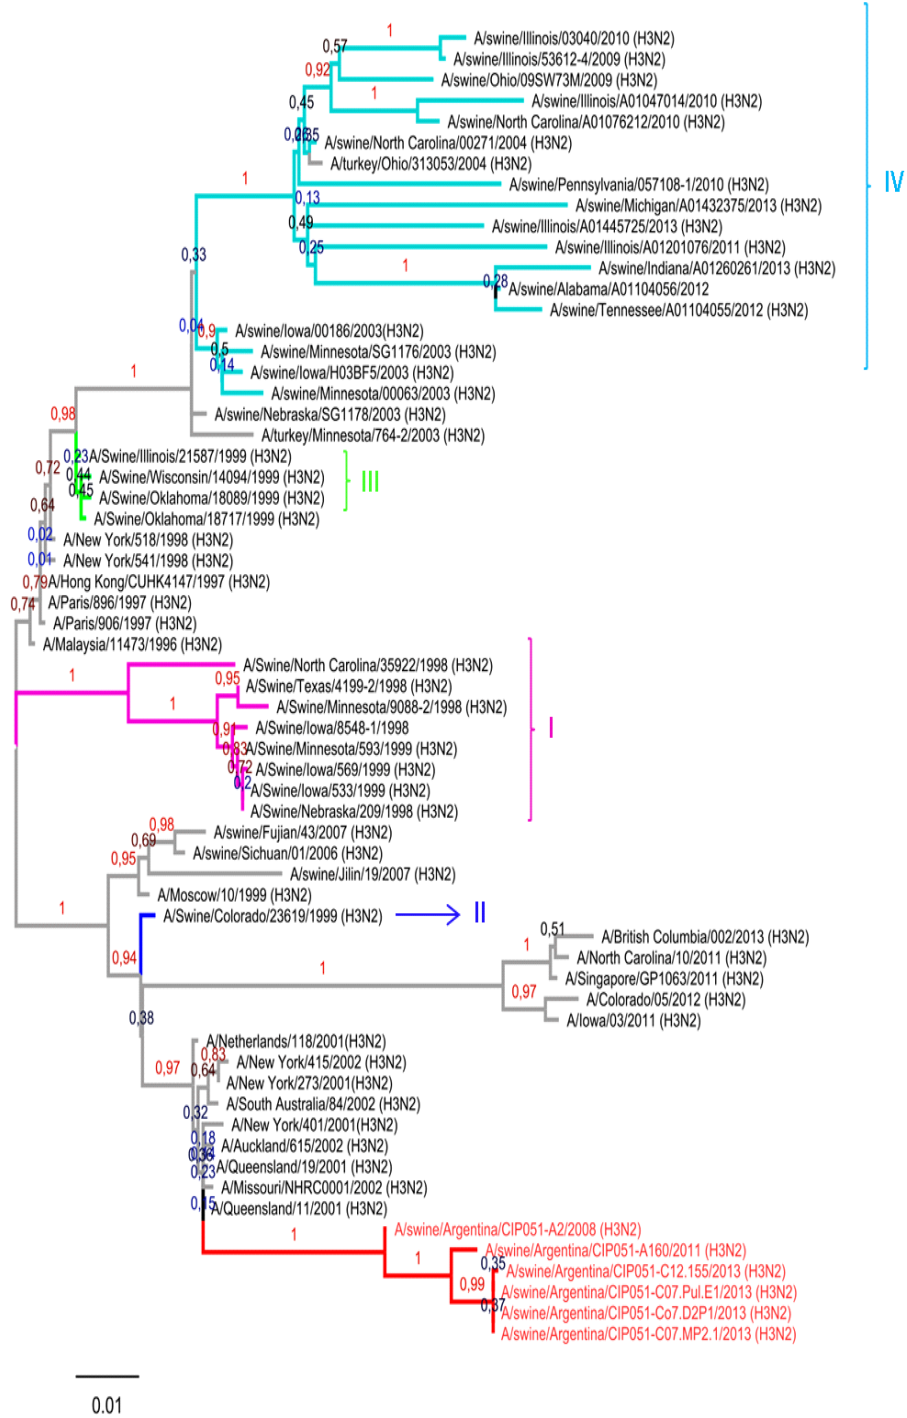 1
A/swine/Illinois/03040/2010 (H3N2)
0,57
A/swine/Illinois/53612-4/2009 (H3N2)
0,92
A/swine/Ohio/09SW73M/2009 (H3N2)
1
A/swine/Illinois/A01047014/2010 (H3N2)
0,45
A/swine/North Carolina/A01076212/2010 (H3N2)
A/swine/North Carolina/00271/2004 (H3N2)
A/turkey/Ohio/313053/2004 (H3N2)
1
A/swine/Pennsylvania/057108-1/2010 (H3N2)
IV
0,13
A/swine/Michigan/A01432375/2013 (H3N2)
0,49
A/swine/Illinois/A01445725/2013 (H3N2)
0,25
A/swine/Illinois/A01201076/2011 (H3N2)
0,33
1
A/swine/Indiana/A01260261/2013 (H3N2)
0,28
A/swine/Alabama/A01104056/2012
A/swine/Tennessee/A01104055/2012 (H3N2)
0,04
0,9
A/swine/Iowa/00186/2003(H3N2)
0,5
A/swine/Minnesota/SG1176/2003 (H3N2)
0,14
A/swine/Iowa/H03BF5/2003 (H3N2)
1
A/swine/Minnesota/00063/2003 (H3N2)
0,98
A/swine/Nebraska/SG1178/2003 (H3N2)
A/turkey/Minnesota/764-2/2003 (H3N2)
0,23
A/Swine/Illinois/21587/1999 (H3N2)
0,72
0,44
A/Swine/Wisconsin/14094/1999 (H3N2)
III
0,45
A/Swine/Oklahoma/18089/1999 (H3N2)
0,64
A/Swine/Oklahoma/18717/1999 (H3N2)
0,02
A/New York/518/1998 (H3N2)
0,01
A/New York/541/1998 (H3N2)
0,79
A/Hong Kong/CUHK4147/1997 (H3N2)
0,74
A/Paris/896/1997 (H3N2)
A/Paris/906/1997 (H3N2)
A/Malaysia/11473/1996 (H3N2)
1
A/Swine/North Carolina/35922/1998 (H3N2)
0,95
A/Swine/Texas/4199-2/1998 (H3N2)
1
A/Swine/Minnesota/9088-2/1998 (H3N2)
0,91
A/Swine/Iowa/8548-1/1998
I
0,83
A/Swine/Minnesota/593/1999 (H3N2)
0,72
A/Swine/Iowa/569/1999 (H3N2)
0,2
A/Swine/Iowa/533/1999 (H3N2)
A/Swine/Nebraska/209/1998 (H3N2)
0,98
A/swine/Fujian/43/2007 (H3N2)
0,69
A/swine/Sichuan/01/2006 (H3N2)
0,95
A/swine/Jilin/19/2007 (H3N2)
A/Moscow/10/1999 (H3N2)
1
A/Swine/Colorado/23619/1999 (H3N2)
II
0,51
A/British Columbia/002/2013 (H3N2)
0,94
1
A/North Carolina/10/2011 (H3N2)
1
A/Singapore/GP1063/2011 (H3N2)
0,97
A/Colorado/05/2012 (H3N2)
0,38
A/Iowa/03/2011 (H3N2)
A/Netherlands/118/2001(H3N2)
0,97
0,83
A/New York/415/2002 (H3N2)
0,64
A/New York/273/2001(H3N2)
A/South Australia/84/2002 (H3N2)
0,32
A/New York/401/2001(H3N2)
0,18
A/Auckland/615/2002 (H3N2)
A/Queensland/19/2001 (H3N2)
0,23
A/Missouri/NHRC0001/2002 (H3N2)
0,15
A/Queensland/11/2001 (H3N2)
1
A/swine/Argentina/CIP051-A2/2008 (H3N2)
1
A/swine/Argentina/CIP051-A160/2011 (H3N2)
0,35
A/swine/Argentina/CIP051-C12.155/2013 (H3N2)
0,99
A/swine/Argentina/CIP051-C07.Pul.E1/2013 (H3N2)
0,37
A/swine/Argentina/CIP051-Co7.D2P1/2013 (H3N2)
A/swine/Argentina/CIP051-C07.MP2.1/2013 (H3N2)
0.01